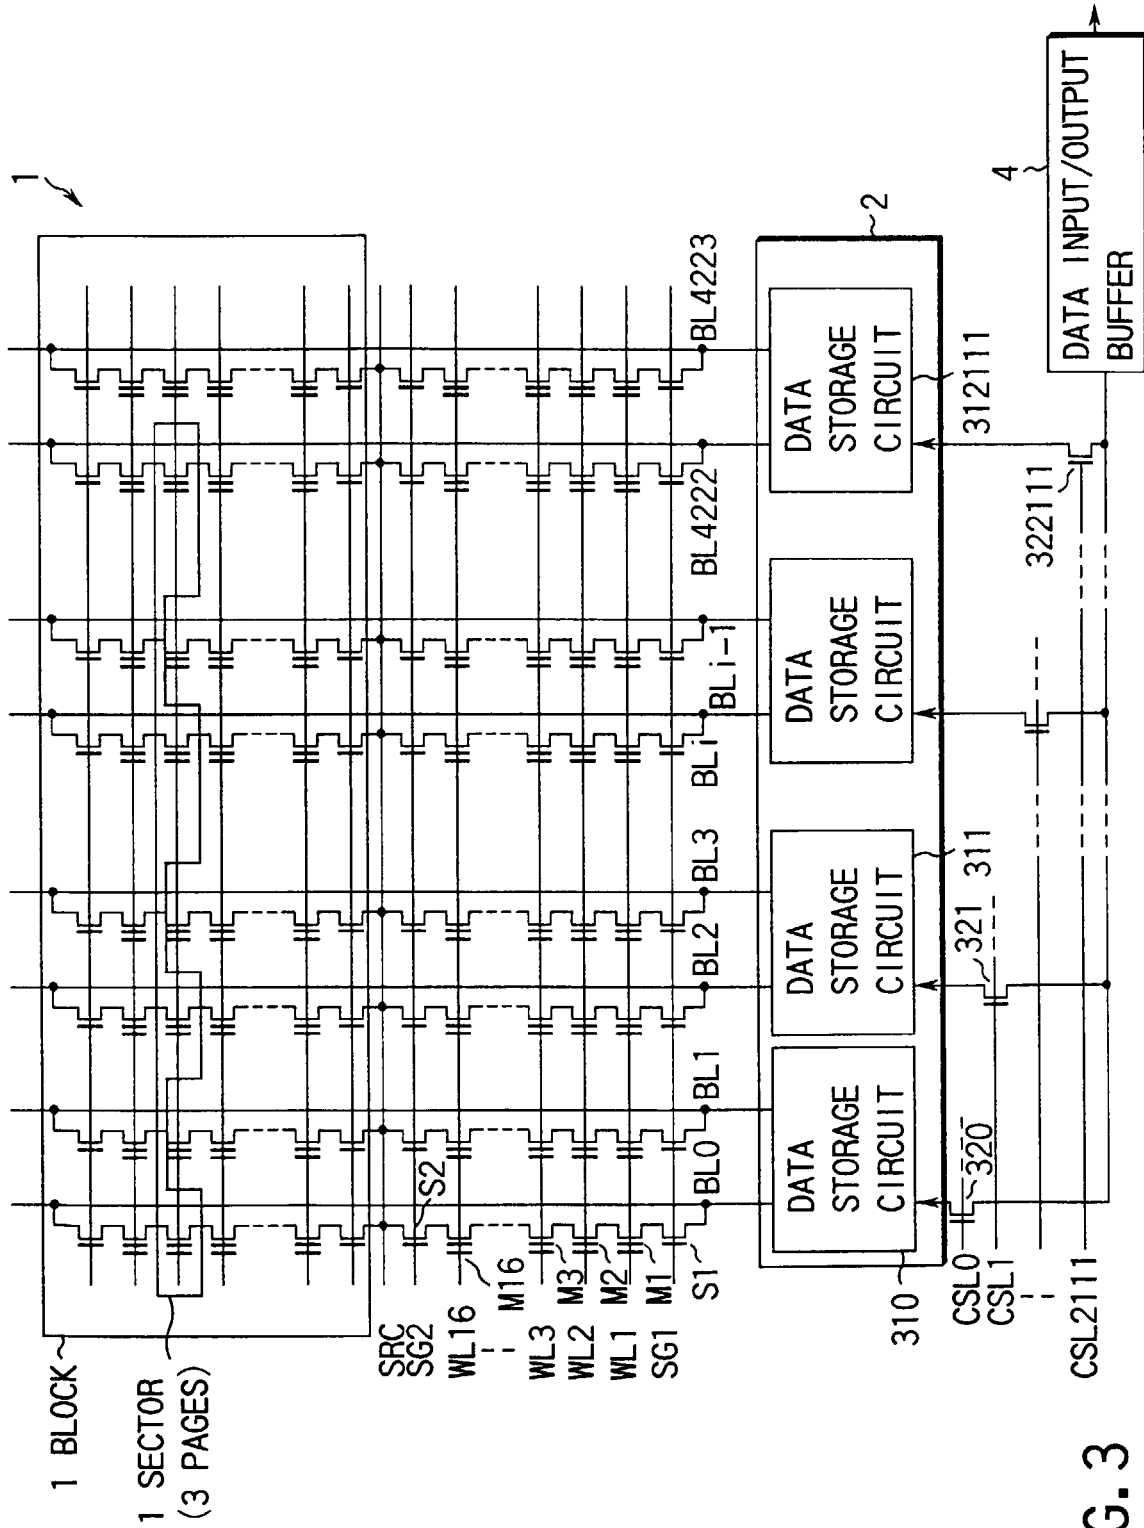 1
1 BLOCK
1 SECTOR
(3 PAGES)
SRC
SG2
WL16
WL3
WL2
WL1
SG1
S2
M16
M3
M2
M1
S1
BL0
BL1
BL2
BL3
BLi
BLi-1
BL4222
BL4223
2
DATA
STORAGE
CIRCUIT
310
DATA
STORAGE
CIRCUIT
311
DATA
STORAGE
CIRCUIT
DATA
STORAGE
CIRCUIT
312111
CSL0
CSL1
CSL2111
320
321
322111
4
DATA INPUT/OUTPUT
BUFFER
G. 3